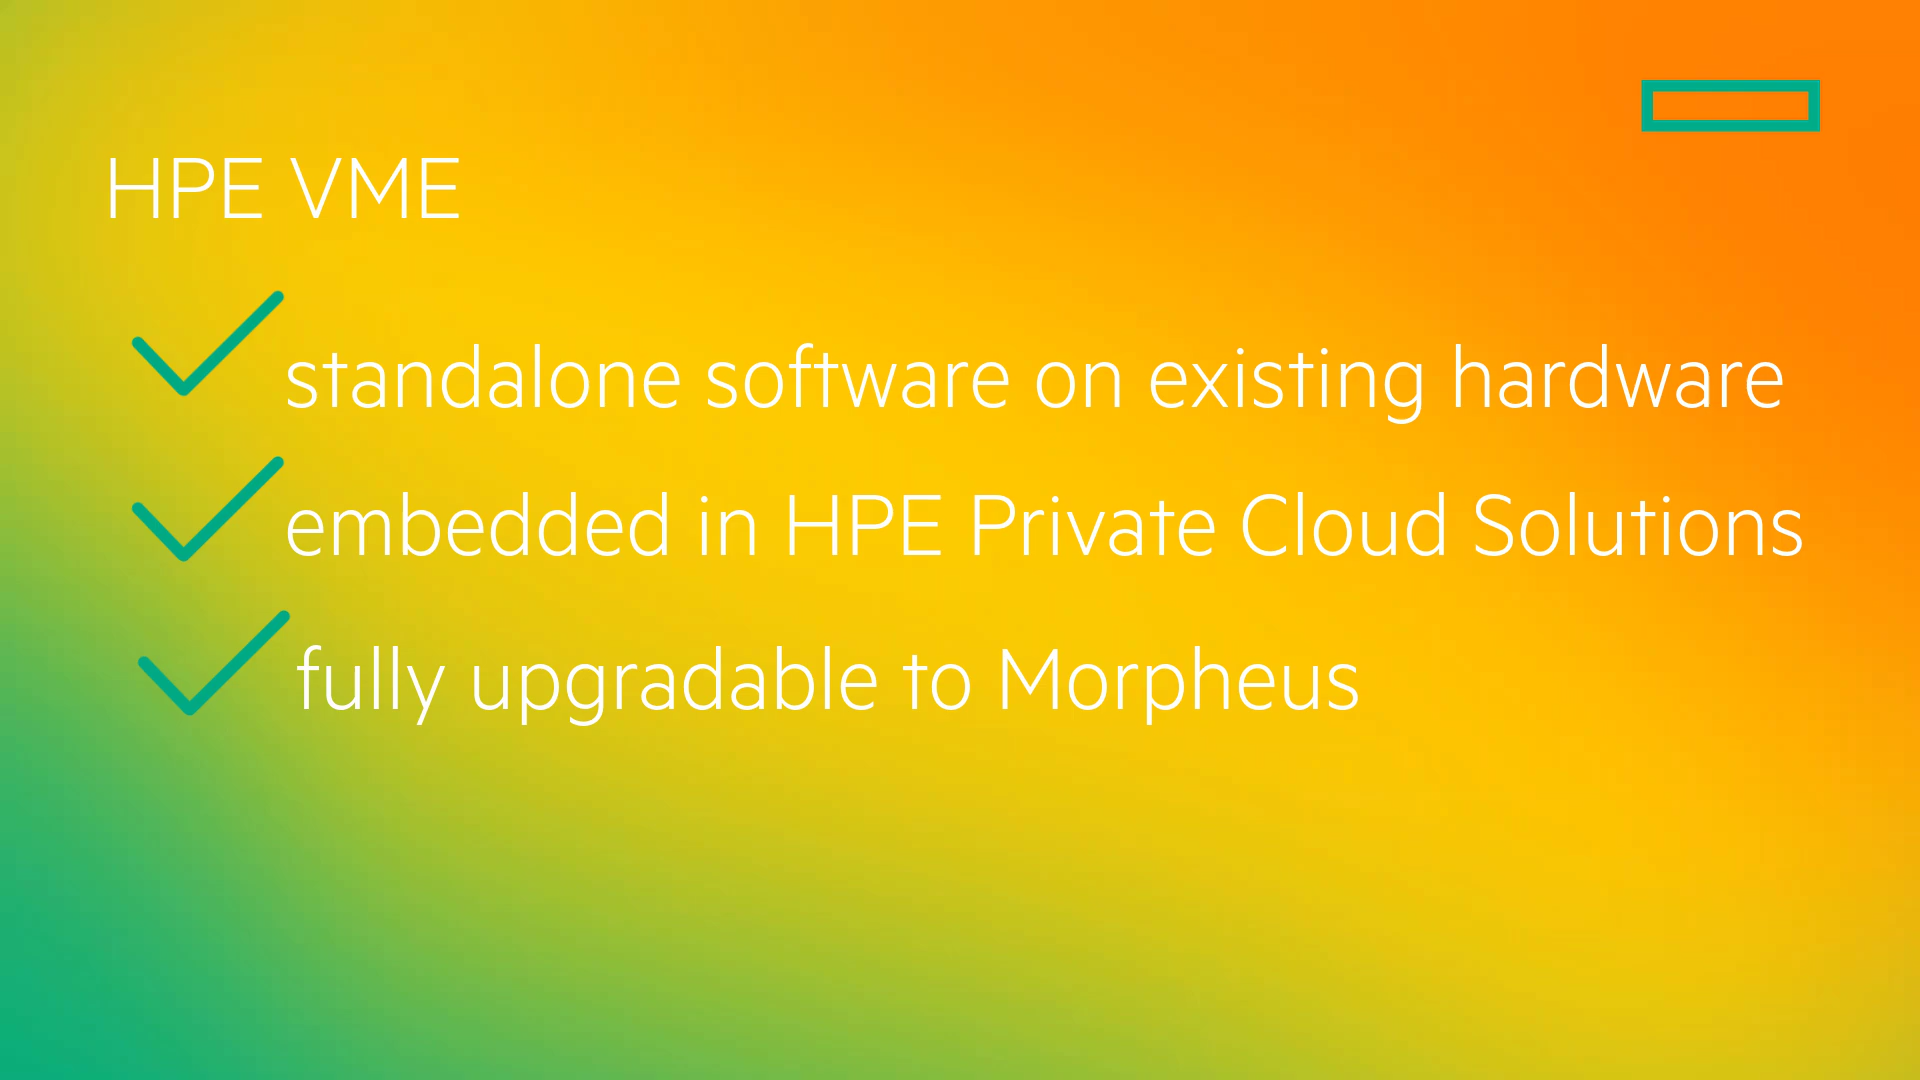 HPE VME
standalone software on existing hardware
embedded in HPE Private Cloud Solutions
fully upgradable to Morpheus